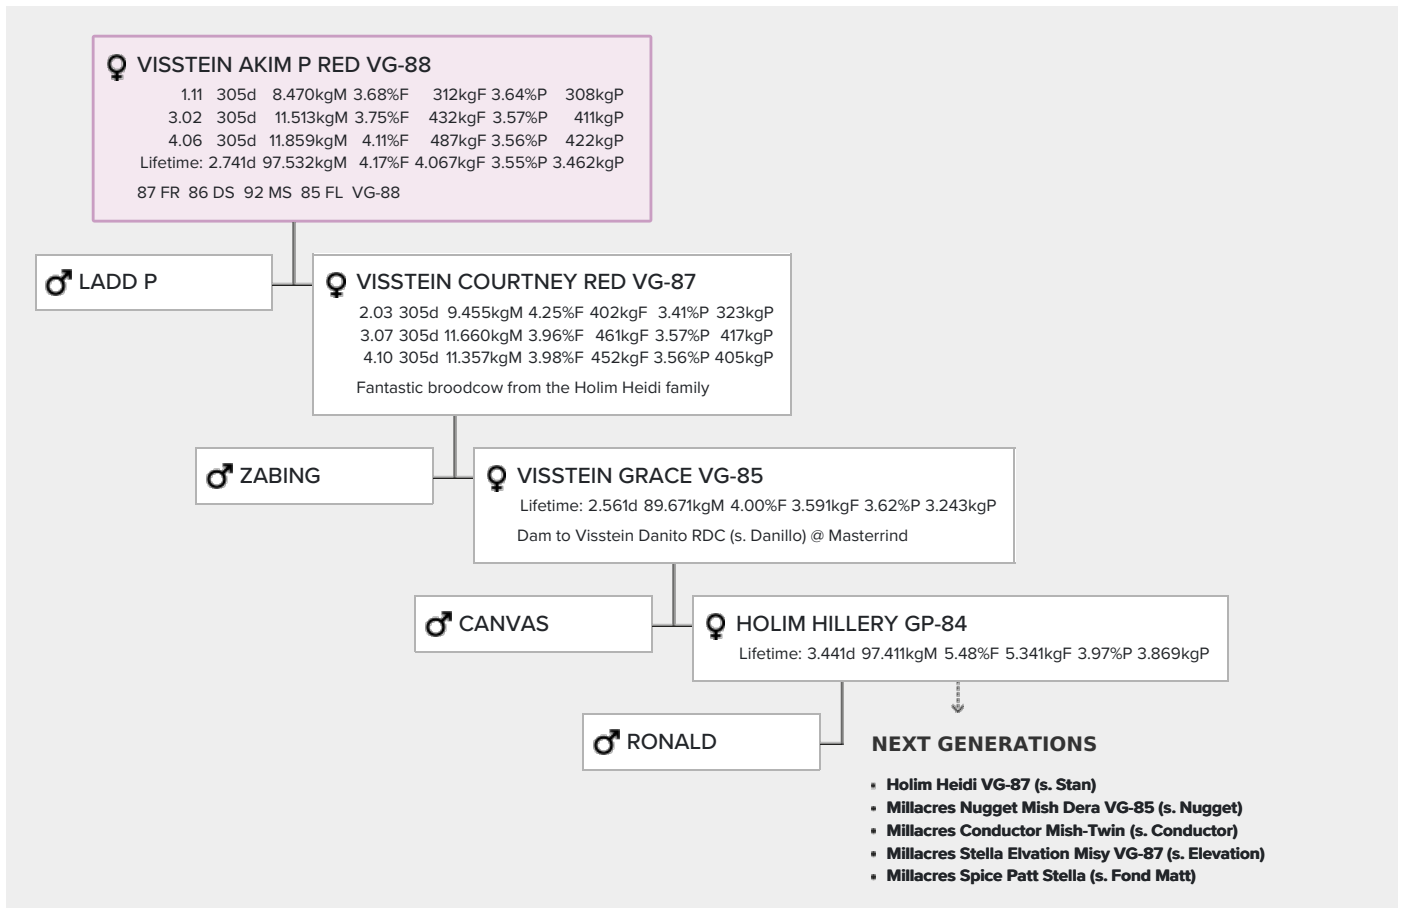 VISSTEIN AKIM P RED VG-88
1.11 305d 8.470kgM 3.68%F 312kgF 3.64%P 308kgP
3.02 305d 11.513kgM 3.75%F 432kgF 3.57%P 411kgP
4.06 305d 11.859kgM 4.11%F 487kgF 3.56%P 422kgP
Lifetime: 2.741d 97.532kgM 4.17%F 4.067kgF 3.55%P 3.462kgP
87 FR 86 DS 92 MS 85 FL VG-88
LADD P
VISSTEIN COURTNEY RED VG-87
2.03 305d 9.455kgM 4.25%F 402kgF 3.41%P 323kgP
3.07 305d 11.660kgM 3.96%F 461kgF 3.57%P 417kgP
4.10 305d 11.357kgM 3.98%F 452kgF 3.56%P 405kgP
Fantastic broodcow from the Holim Heidi family
ZABING
VISSTEIN GRACE VG-85
Lifetime: 2.561d 89.671kgM 4.00%F 3.591kgF 3.62%P 3.243kgP
Dam to Visstein Danito RDC (s. Danillo) @ Masterrind
CANVAS
HOLIM HILLERY GP-84
Lifetime: 3.441d 97.411kgM 5.48%F 5.341kgF 3.97%P 3.869kgP
RONALD
NEXT GENERATIONS
• Holim Heidi VG-87 (s. Stan)
• Millacres Nugget Mish Dera VG-85 (s. Nugget)
• Millacres Conductor Mish-Twin (s. Conductor)
• Millacres Stella Elvation Misy VG-87 (s. Elevation)
• Millacres Spice Patt Stella (s. Fond Matt)